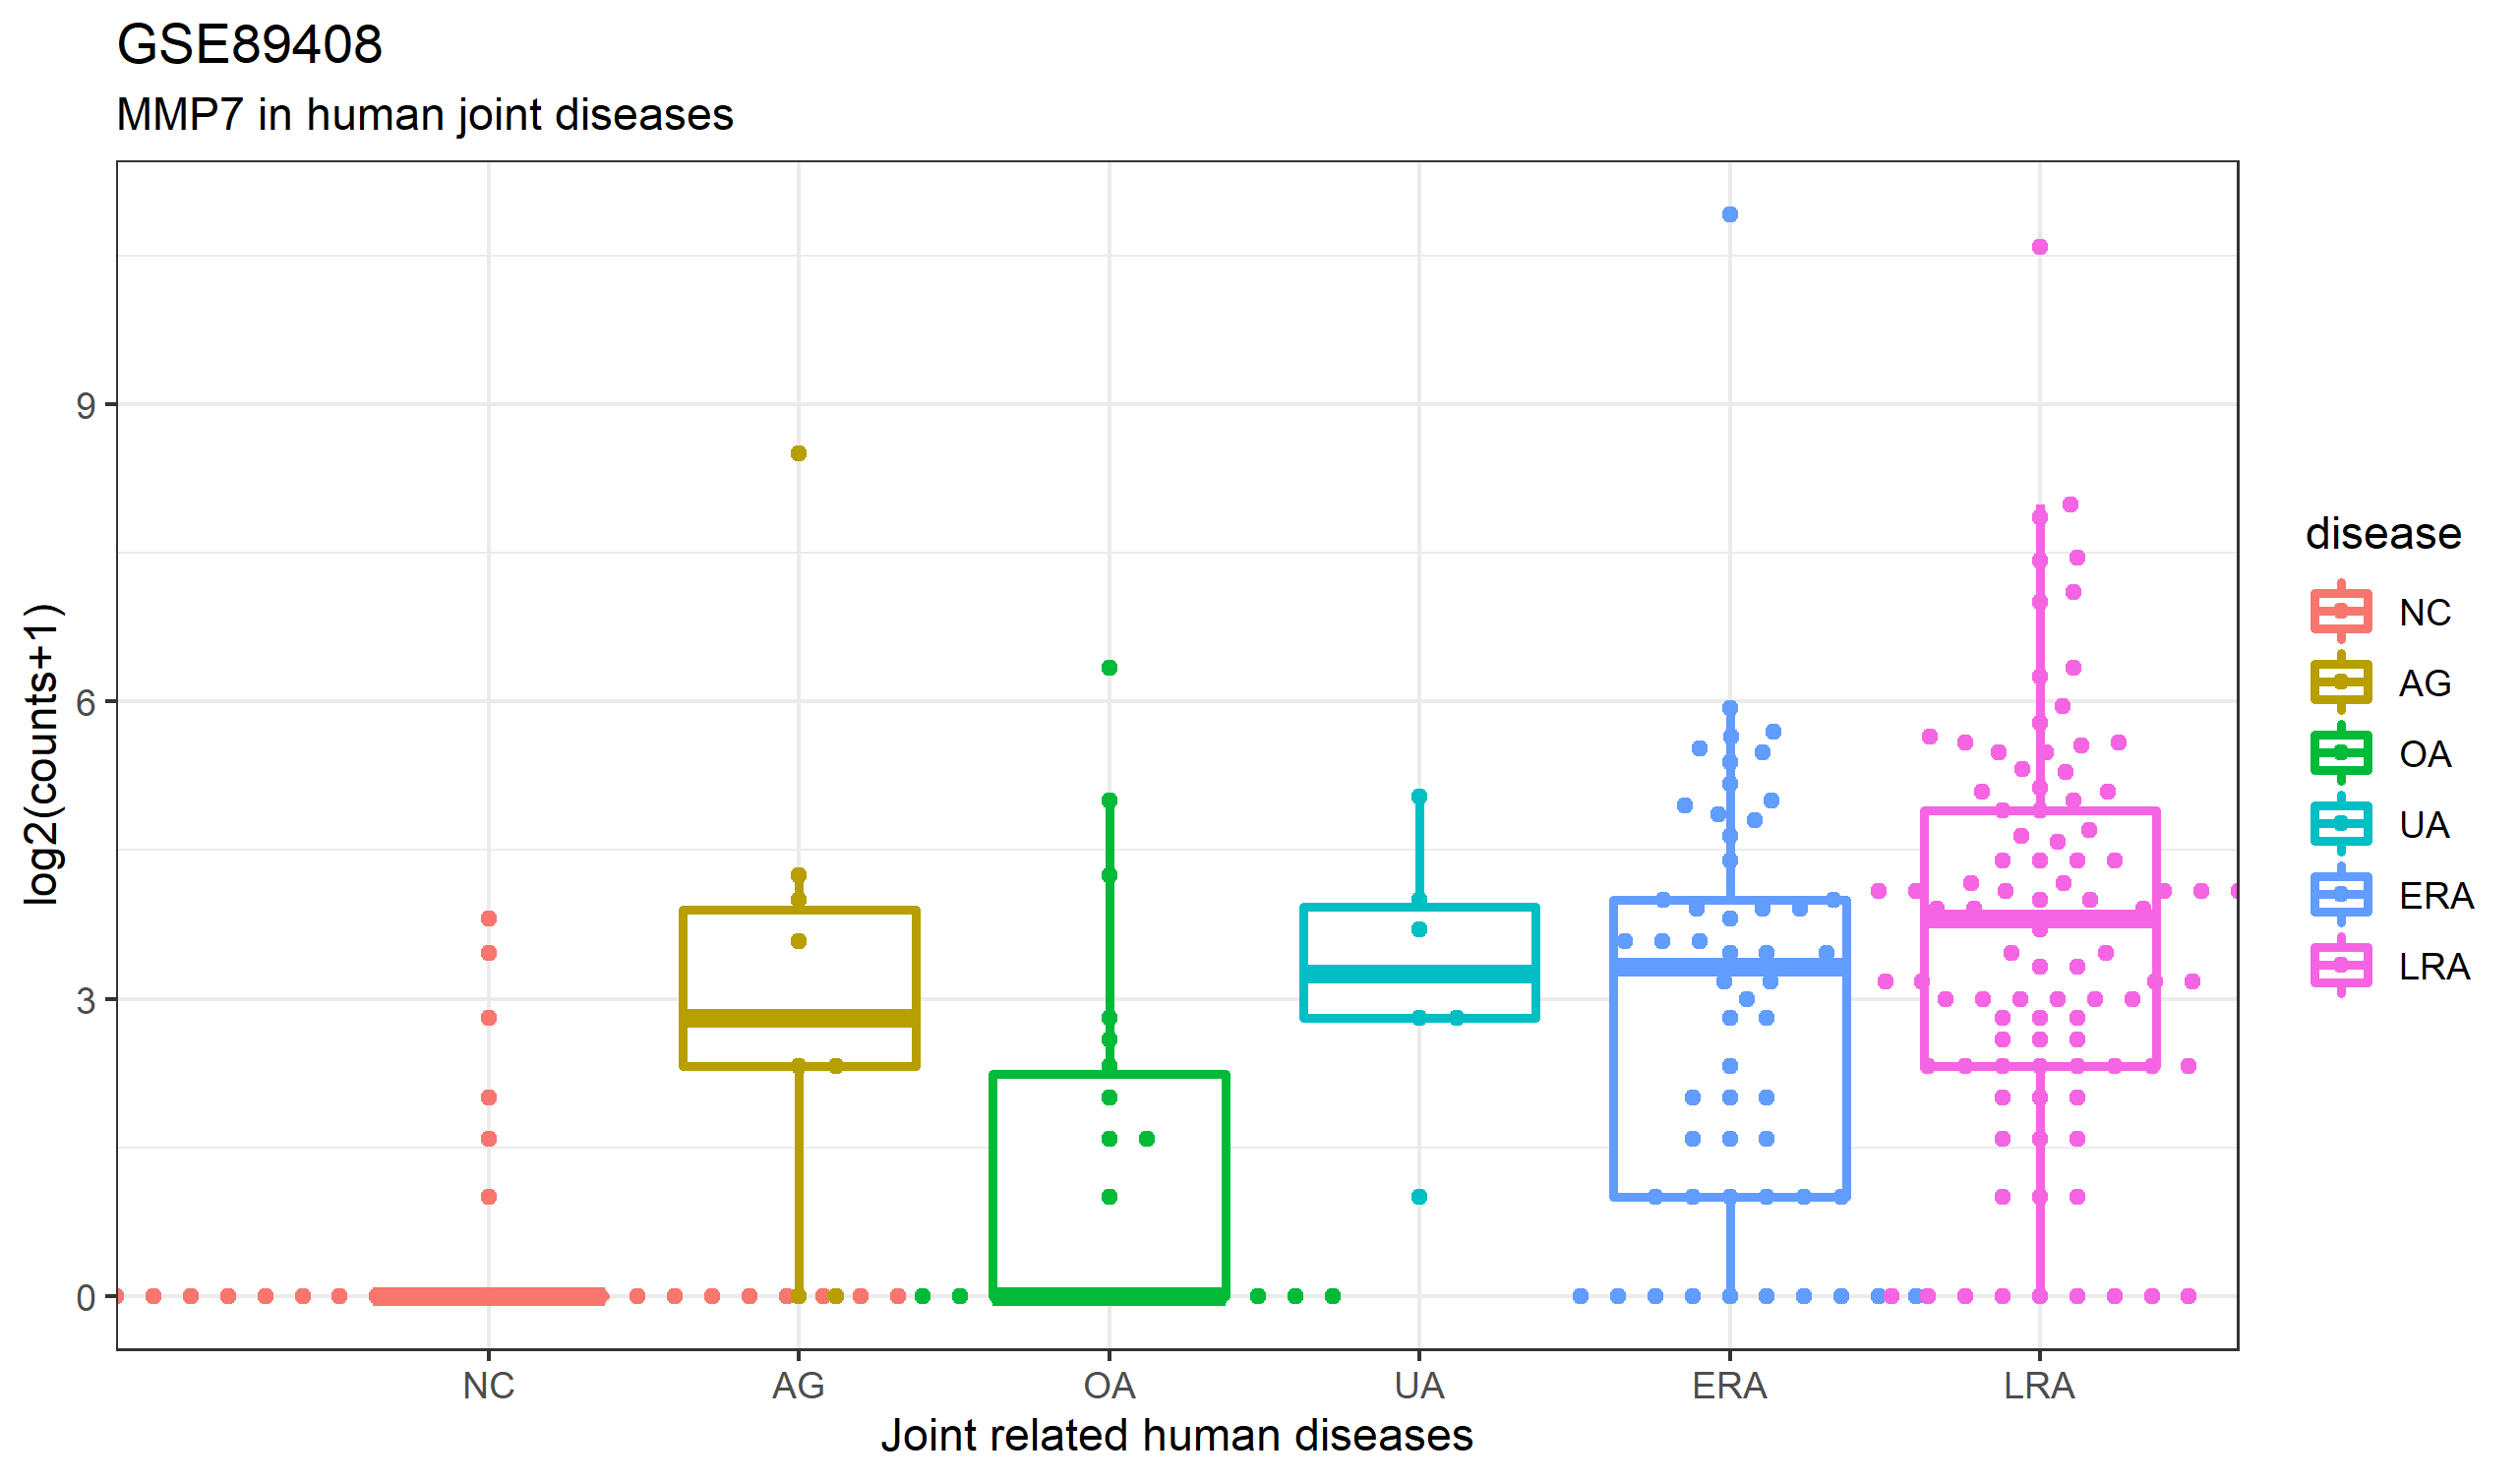 GSE89408
MMP7 in human joint diseases
log2(counts+1)
9
6
3
0
NC AG OA UA ERA LRA
Joint related human diseases
disease
NC
AG
OA
UA
ERA
LRA